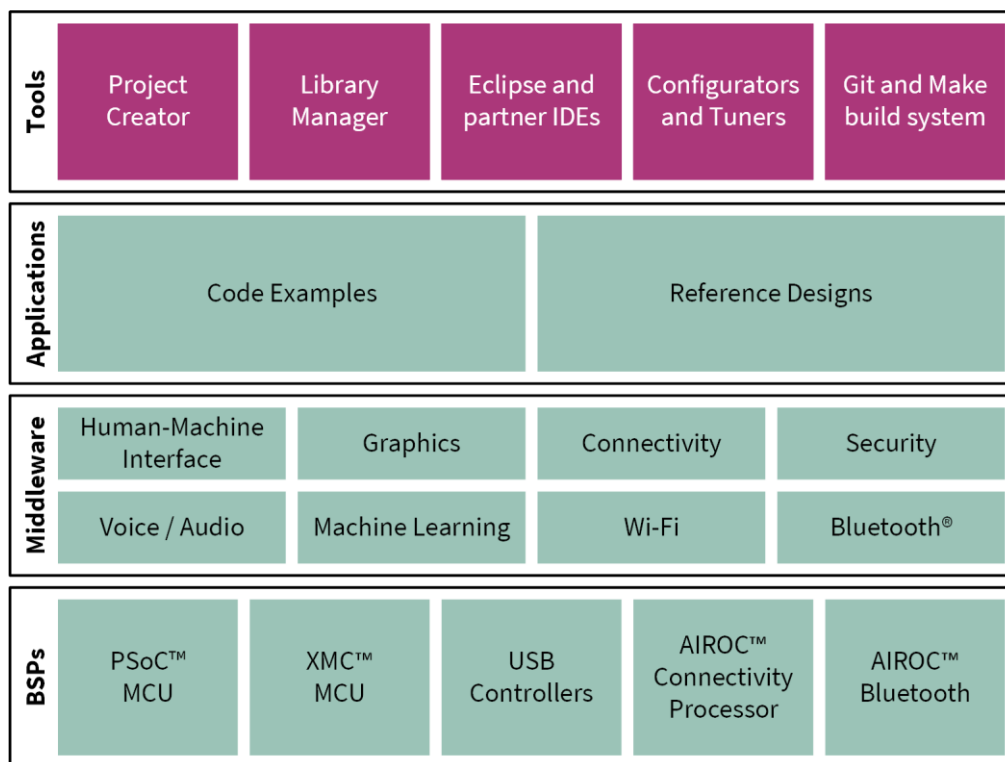 Tools
Project
Creator
Library
Manager
Eclipse and
partner IDEs
Configurators
and Tuners
Git and Make
build system
Applications
Code Examples
Reference Designs
Middleware
Human-Machine
Interface
Graphics
Connectivity
Security
Voice / Audio
Machine Learning
Wi-Fi
Bluetooth®
BSPs
PSoC™
MCU
XMC™
MCU
USB
Controllers
AIROC™
Connectivity
Processor
AIROC™
Bluetooth